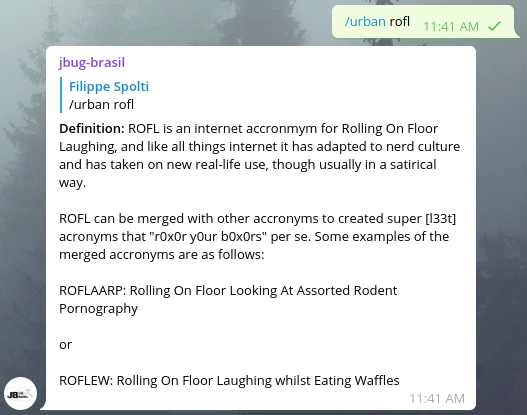 /urban rofl
11:41 AM
jbug-brasil
Filippe Spolti
/urban rofl
Definition: ROFL is an internet accronmym for Rolling On Floor
Laughing, and like all things internet it has adapted to nerd culture
and has taken on new real-life use, though usually in a satirical
way.
ROFL can be merged with other accronyms to created super [l33t]
acronyms that "r0x0r y0ur b0x0rs" per se. Some examples of the
merged accronyms are as follows:
ROFLAARP: Rolling On Floor Looking At Assorted Rodent
Pornography
or
ROFLEW: Rolling On Floor Laughing whilst Eating Waffles
11:41 AM
JB